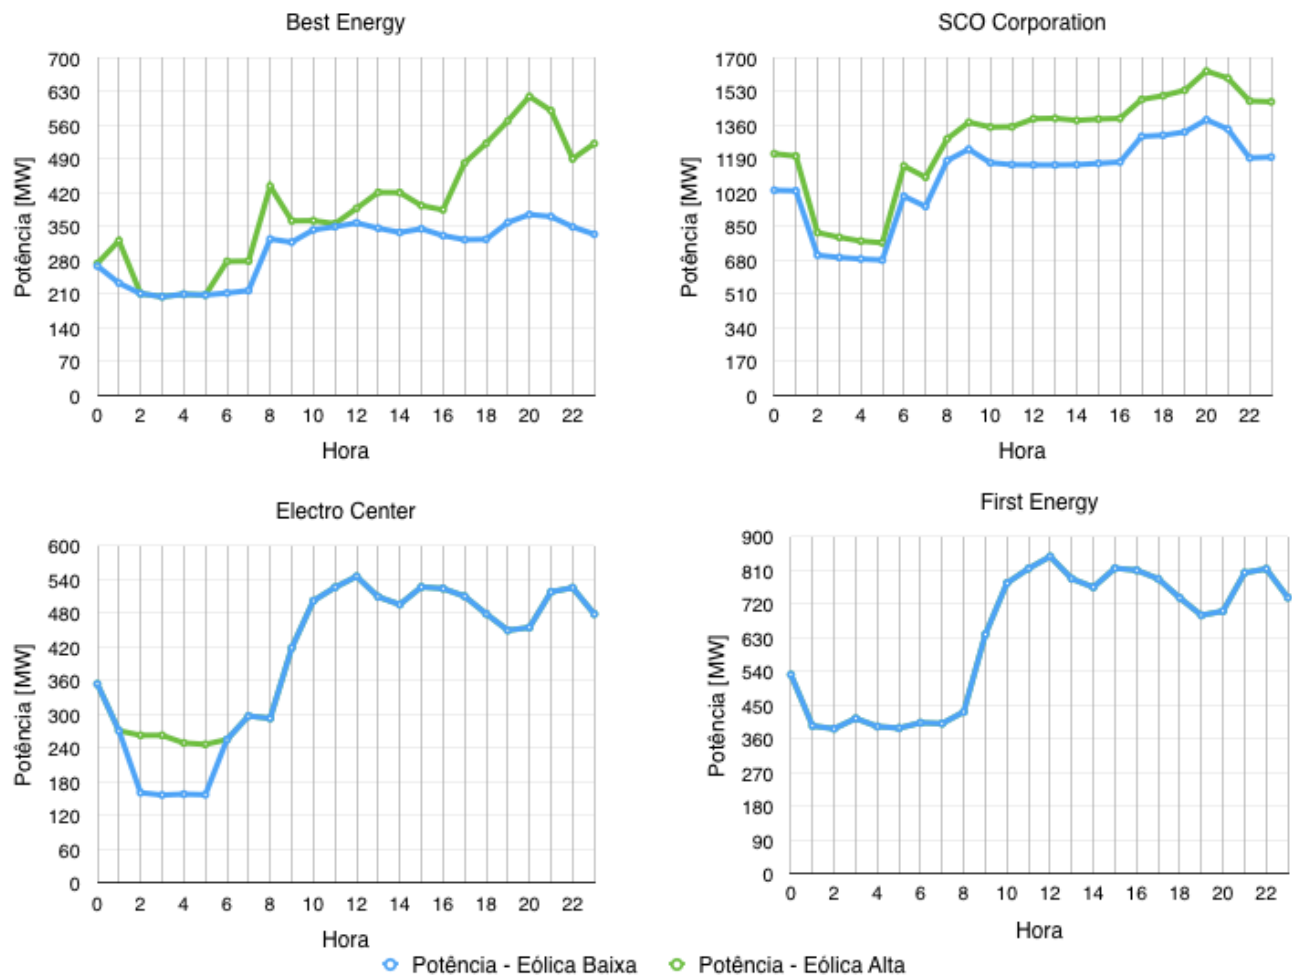 Best Energy
Potência [MW]
700
630
560
490
420
350
280
210
140
70
0
0 2 4 6 8 10 12 14 16 18 20 22
Hora
SCO Corporation
Potência [MW]
1700
1530
1360
1190
1020
850
680
510
340
170
0
0 2 4 6 8 10 12 14 16 18 20 22
Hora
Electro Center
Potência [MW]
600
540
480
420
360
300
240
180
120
60
0
0 2 4 6 8 10 12 14 16 18 20 22
Hora
First Energy
Potência [MW]
900
810
720
630
540
450
360
270
180
90
0
0 2 4 6 8 10 12 14 16 18 20 22
Hora
Potência - Eólica Baixa
Potência - Eólica Alta